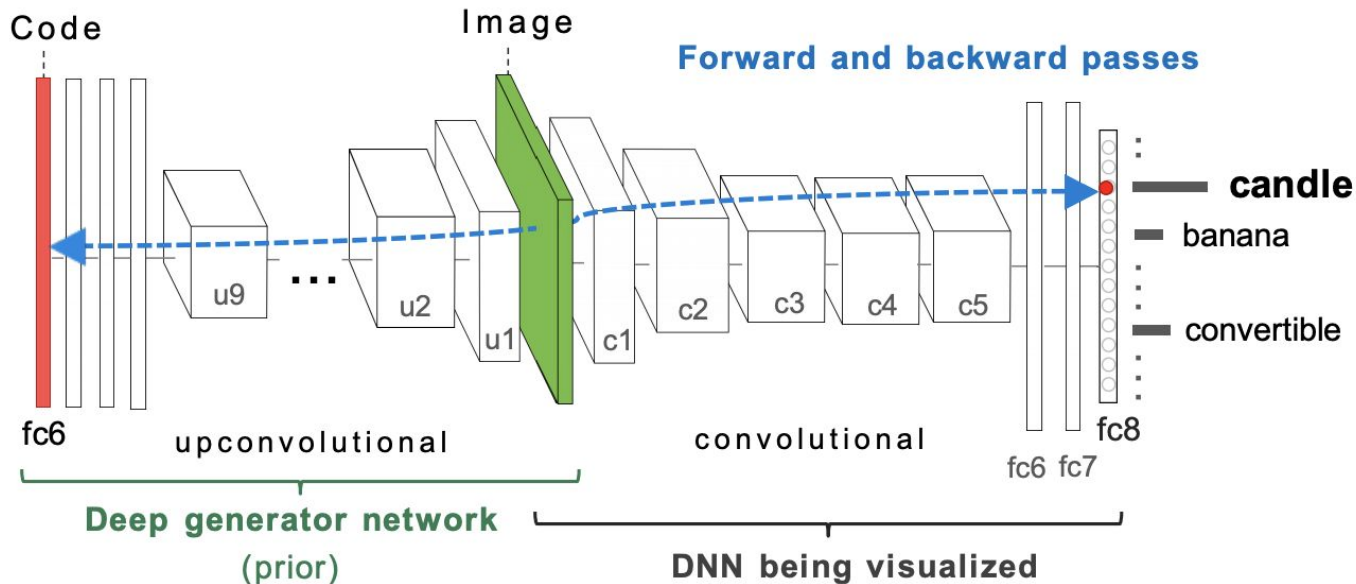 Code
Image
Forward and backward passes
candle
banana
convertible
u9
...
u2
u1
c1
c2
c3
c4
c5
fc6
upconvolutional
convolutional
fc8
fc6 fc7
Deep generator network
(prior)
DNN being visualized